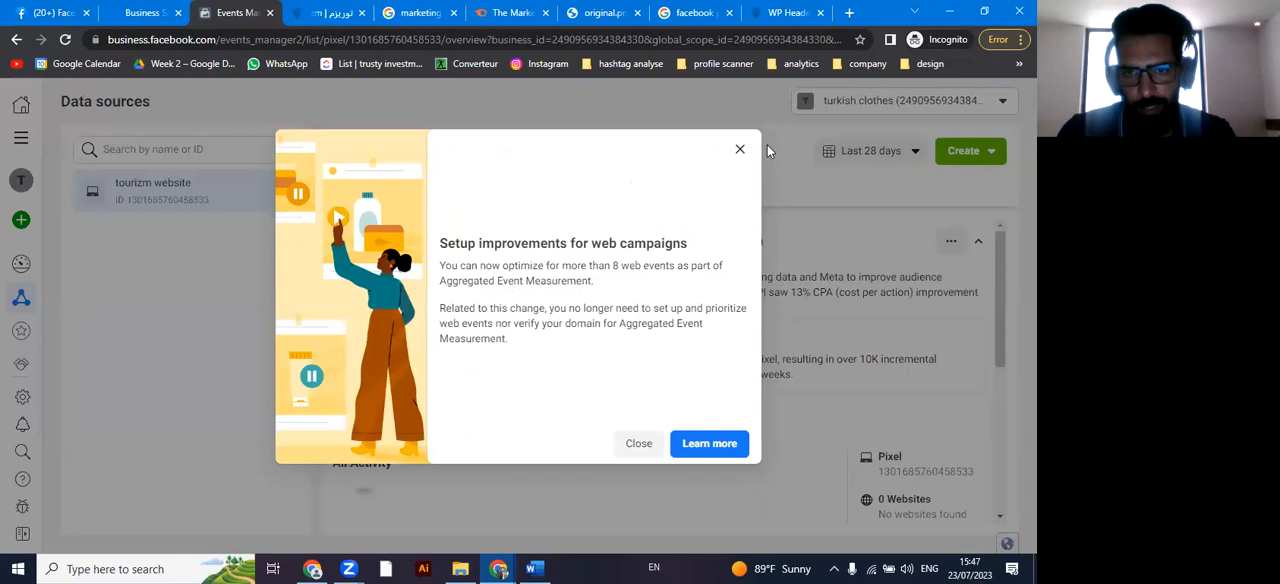 (20+) Face
Business S
Events Ma
توريزم | zm
marketing
The Marke
original.pn
facebook p
WP Heade
business.facebook.com/events_manager2/list/pixel/1301685760458533/overview?business_id=2490956934384330&global_scope_id=2490956934384330&...
Incognito
Error
Google Calendar
Week 2 – Google D...
WhatsApp
List | trusty investm...
Converteur
Instagram
hashtag analyse
profile scanner
analytics
company
design
»
Data sources
T turkish clothes (2490956934384...
Search by name or ID
Last 28 days
Create
tourizm website
ID 1301685760458533
T
Setup improvements for web campaigns
You can now optimize for more than 8 web events as part of
Aggregated Event Measurement.
Related to this change, you no longer need to set up and prioritize
web events nor verify your domain for Aggregated Event
Measurement.
Close
Learn more
ng data and Meta to improve audience
PI saw 13% CPA (cost per action) improvement
ixel, resulting in over 10K incremental
weeks.
All Activity
Pixel
1301685760458533
0 Websites
No websites found
Type here to search
EN
89°F Sunny
ENG
15:47
23/07/2023